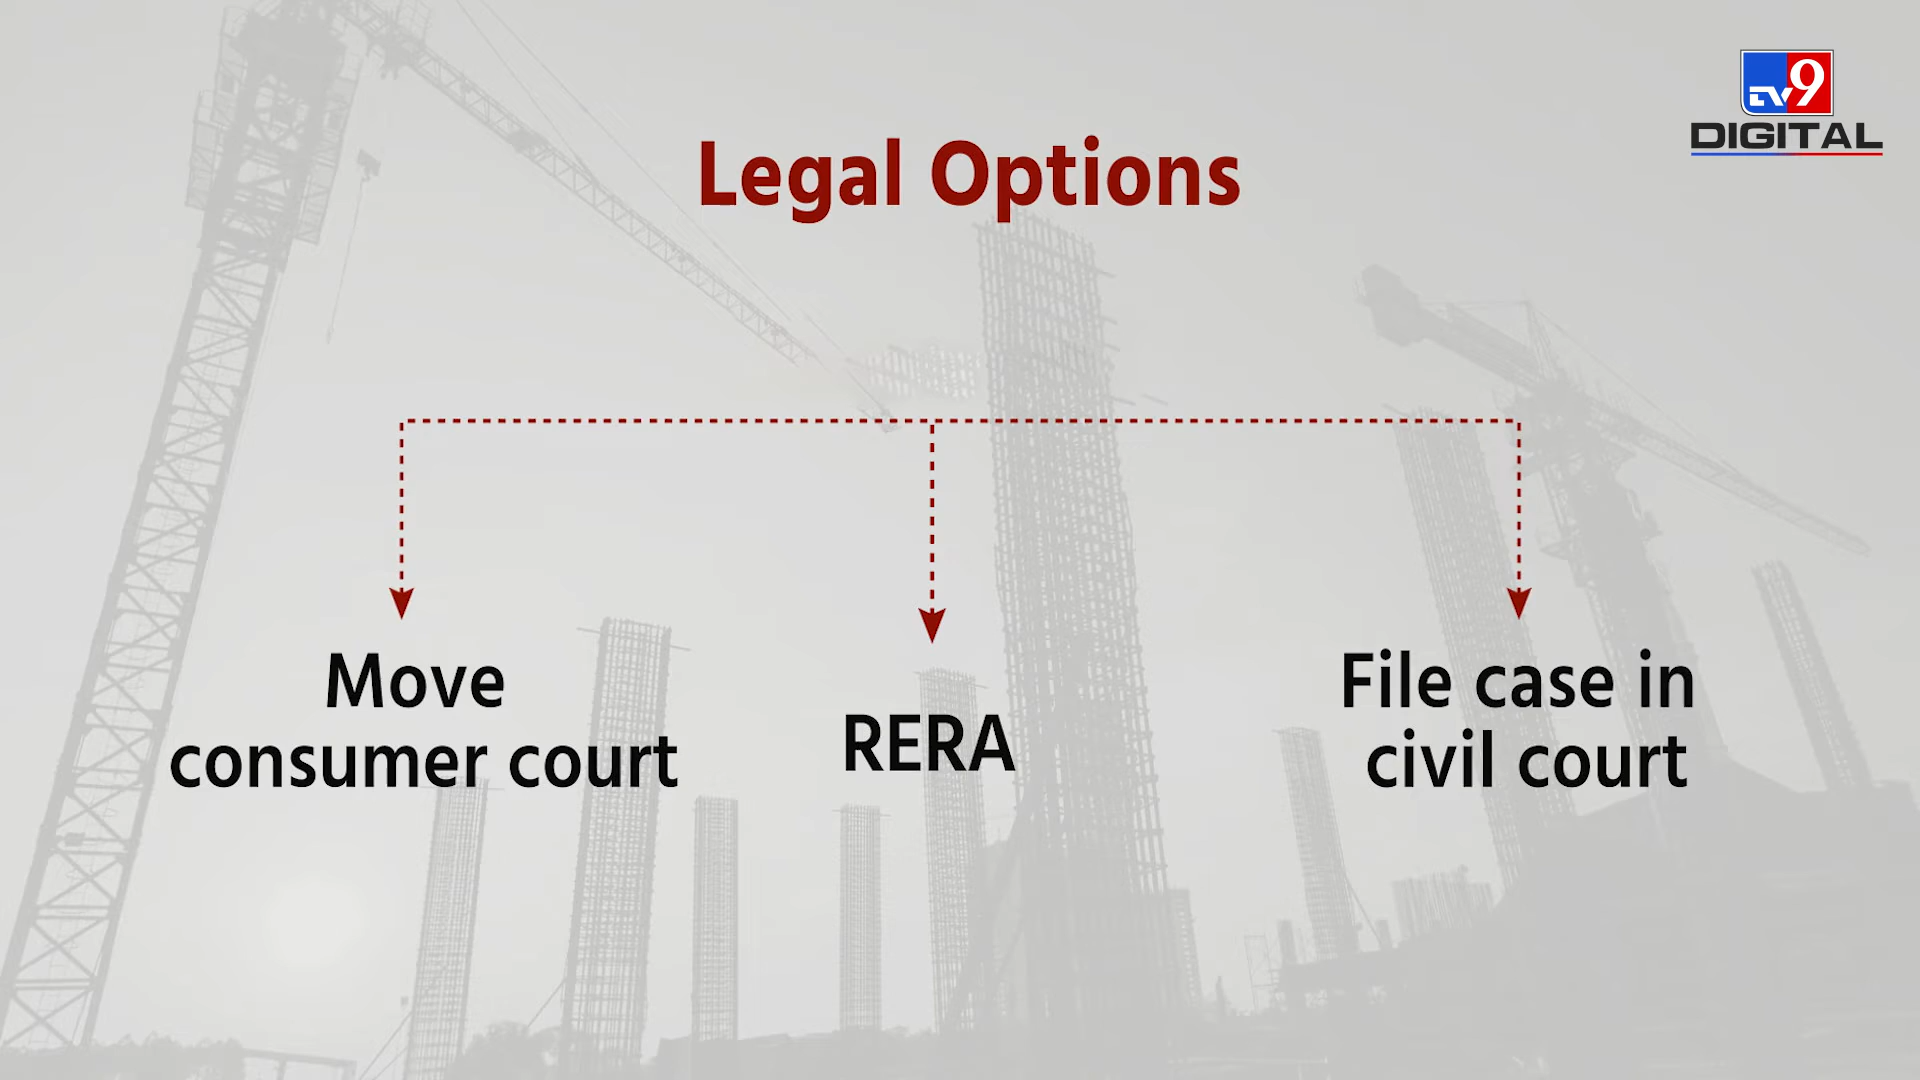 TV9
DIGITAL
Legal Options
Move
consumer court
RERA
File case in
civil court